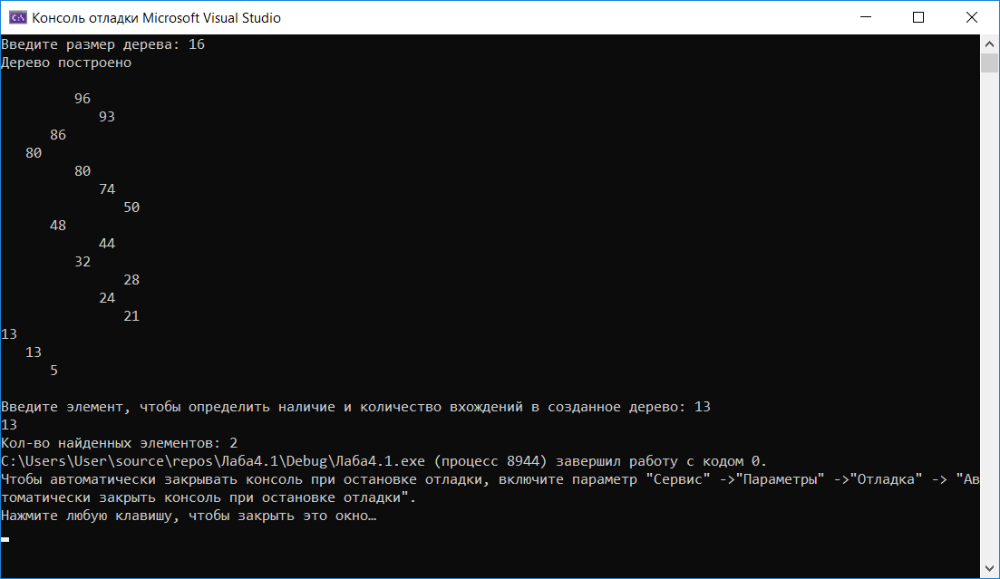 Консоль отладки Microsoft Visual Studio
Введите размер дерева: 16
Дерево построено
96
93
86
80
80
74
50
48
44
32
28
24
21
13
13
5
Введите элемент, чтобы определить наличие и количество вхождений в созданное дерево: 13
13
Кол-во найденных элементов: 2
C:\Users\User\source\repos\Лаба4.1\Debug\Лаба4.1.exe (процесс 8944) завершил работу с кодом 0.
Чтобы автоматически закрывать консоль при остановке отладки, включите параметр "Сервис" ->"Параметры" ->"Отладка" -> "Ав
томатически закрыть консоль при остановке отладки".
Нажмите любую клавишу, чтобы закрыть это окно…